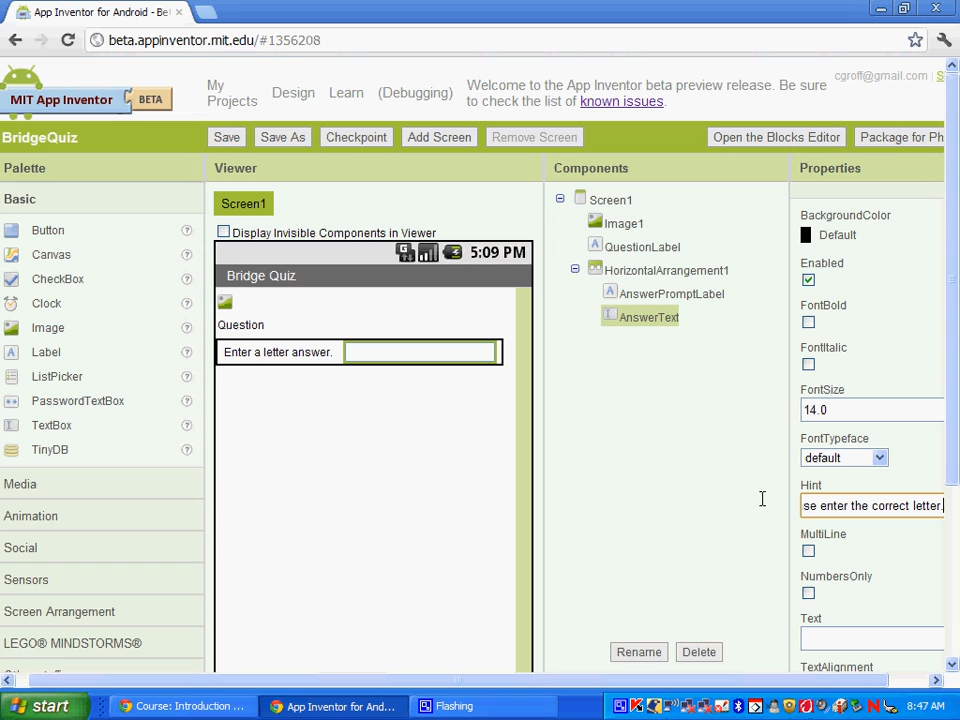 App Inventor for Android - Be
beta.appinventor.mit.edu/#1356208
MIT App Inventor
BETA
My Projects
Design
Learn
(Debugging)
Welcome to the App Inventor beta preview release. Be sure
to check the list of known issues.
cgroff@gmail.com
BridgeQuiz
Save
Save As
Checkpoint
Add Screen
Remove Screen
Open the Blocks Editor
Package for Ph
Palette
Viewer
Components
Properties
Basic
Button ?
Canvas ?
CheckBox ?
Clock ?
Image ?
Label ?
ListPicker ?
PasswordTextBox ?
TextBox ?
TinyDB ?
Media
Animation
Social
Sensors
Screen Arrangement
LEGO® MINDSTORMS®
Screen1
Display Invisible Components in Viewer
5:09 PM
Bridge Quiz
Question
Enter a letter answer.
Screen1
Image1
QuestionLabel
HorizontalArrangement1
AnswerPromptLabel
AnswerText
Rename
Delete
BackgroundColor
Default
Enabled
FontBold
FontItalic
FontSize
14.0
FontTypeface
default
Hint
se enter the correct letter.
MultiLine
NumbersOnly
Text
TextAlignment
start
Course: Introduction ...
App Inventor for And...
Flashing
8:47 AM